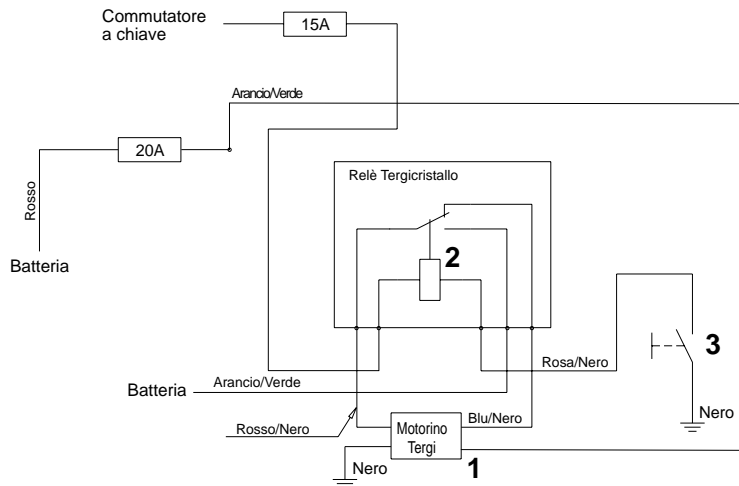 Commutatore
a chiave
15A
Arancio/Verde
20A
Rosso
Batteria
Relè Tergicristallo
2
3
Rosa/Nero
Batteria
Arancio/Verde
Rosso/Nero
Blu/Nero
Nero
Motorino
Tergi
Nero
1